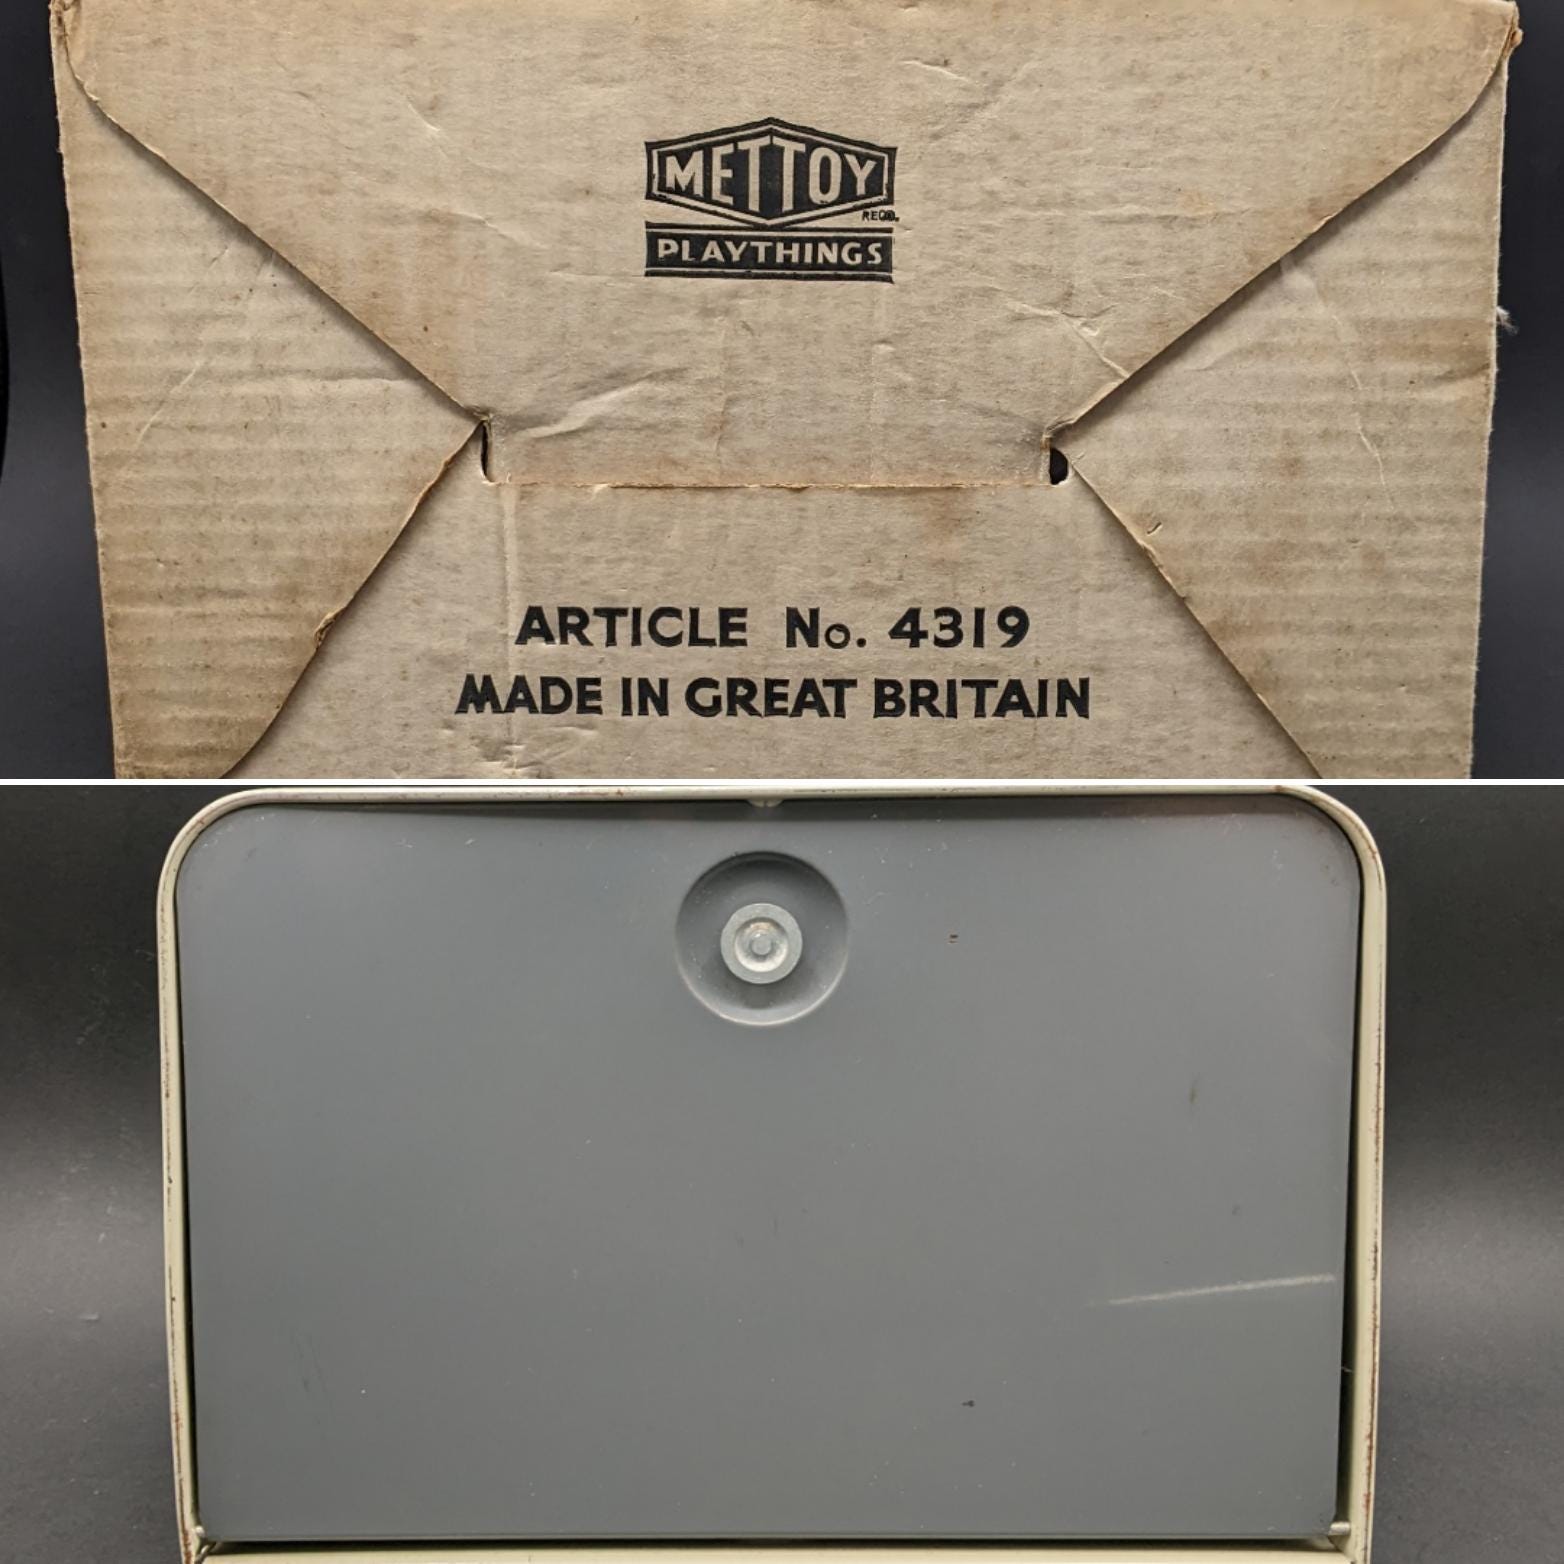 METTOY
REGD.
PLAYTHINGS
ARTICLE No. 4319
MADE IN GREAT BRITAIN